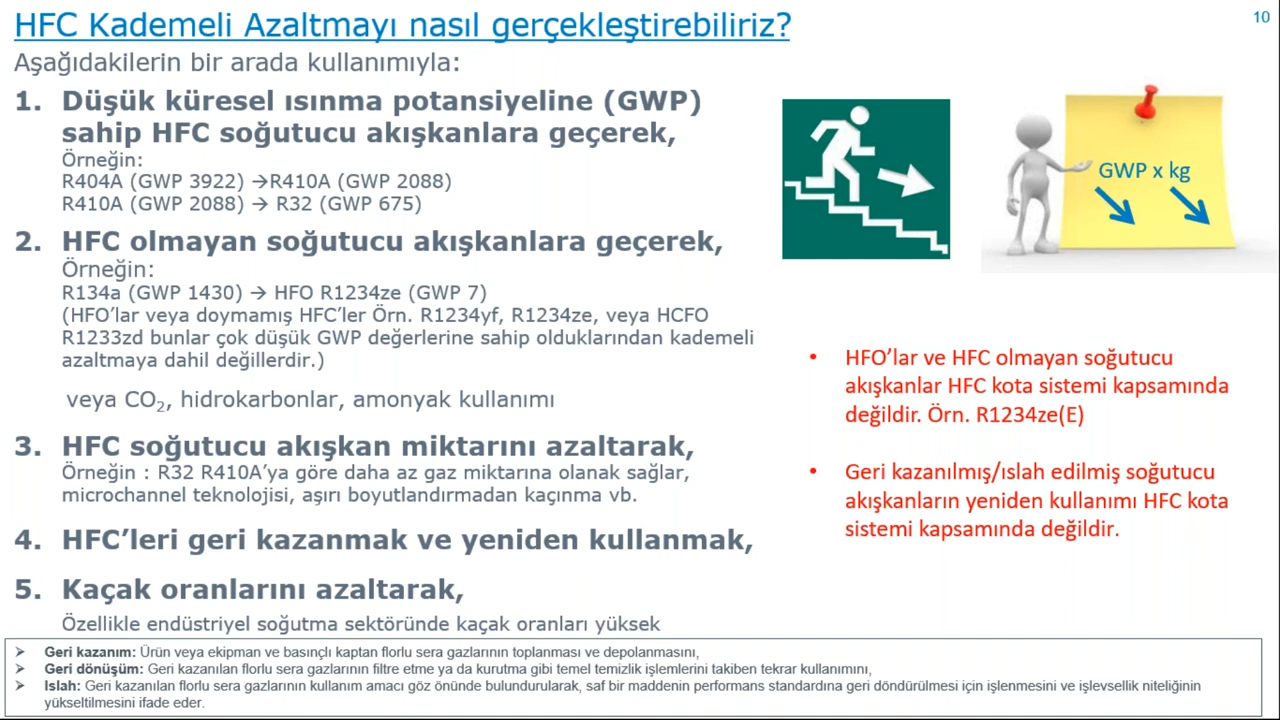 HFC Kademeli Azaltmayı nasıl gerçekleştirebiliriz?
10
Aşağıdakilerin bir arada kullanımıyla:
1. Düşük küresel ısınma potansiyeline (GWP)
sahip HFC soğutucu akışkanlara geçerek,
Örneğin:
R404A (GWP 3922) →R410A (GWP 2088)
R410A (GWP 2088) → R32 (GWP 675)
2. HFC olmayan soğutucu akışkanlara geçerek,
Örneğin:
R134a (GWP 1430) → HFO R1234ze (GWP 7)
(HFO’lar veya doymamış HFC’ler Örn. R1234yf, R1234ze, veya HCFO
R1233zd bunlar çok düşük GWP değerlerine sahip olduklarından kademeli
azaltmaya dahil değillerdir.)
veya CO₂, hidrokarbonlar, amonyak kullanımı
3. HFC soğutucu akışkan miktarını azaltarak,
Örneğin : R32 R410A’ya göre daha az gaz miktarına olanak sağlar,
microchannel teknolojisi, aşırı boyutlandırmadan kaçınma vb.
4. HFC’leri geri kazanmak ve yeniden kullanmak,
5. Kaçak oranlarını azaltarak,
Özellikle endüstriyel soğutma sektöründe kaçak oranları yüksek
GWP x kg
• HFO’lar ve HFC olmayan soğutucu
akışkanlar HFC kota sistemi kapsamında
değildir. Örn. R1234ze(E)
• Geri kazanılmış/ıslah edilmiş soğutucu
akışkanların yeniden kullanımı HFC kota
sistemi kapsamında değildir.
➢ Geri kazanım: Ürün veya ekipman ve basınçlı kaptan florlu sera gazlarının toplanması ve depolanmasını,
➢ Geri dönüşüm: Geri kazanılan florlu sera gazlarının filtre etme ya da kurutma gibi temel temizlik işlemlerini takiben tekrar kullanımını,
➢ Islah: Geri kazanılan florlu sera gazlarının kullanım amacı göz önünde bulundurularak, saf bir maddenin performans standardına geri döndürülmesi için işlenmesini ve işlevsellik niteliğinin
yükseltilmesini ifade eder.